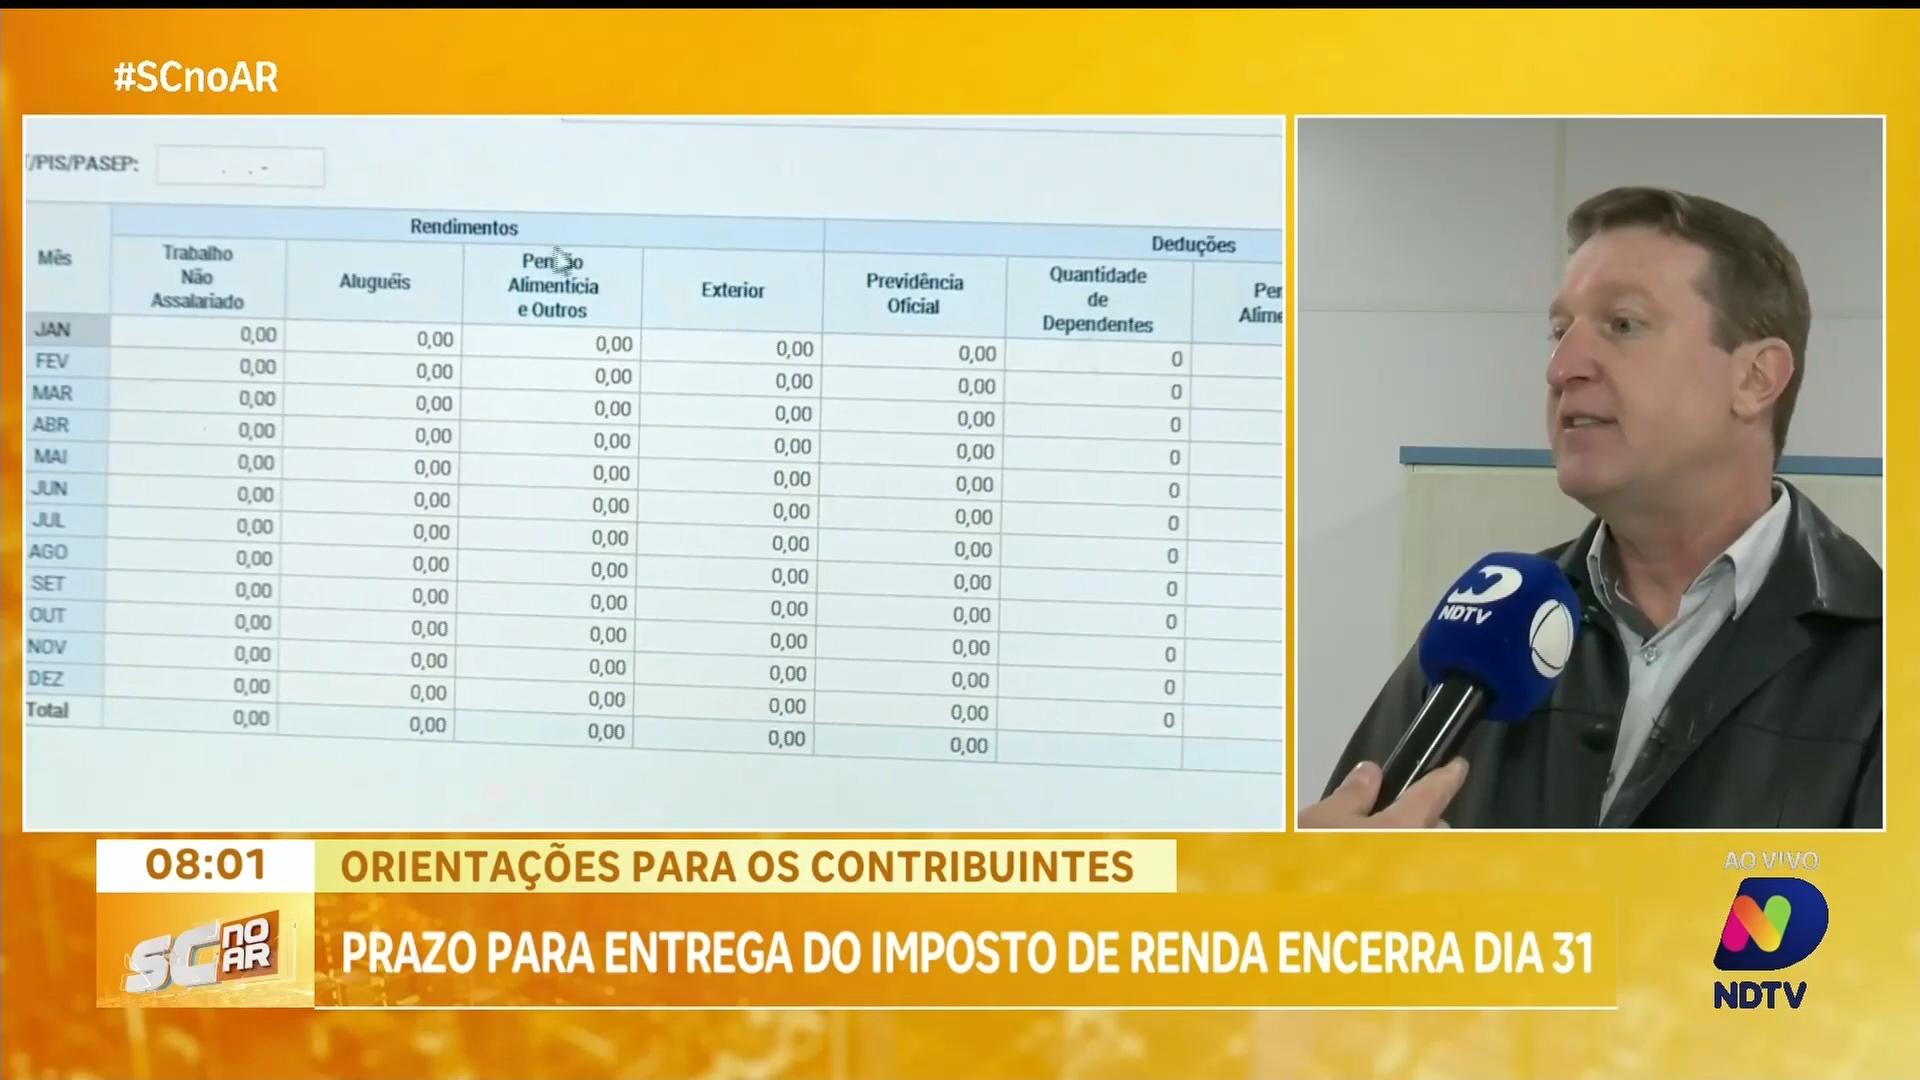 #SCnoAR
/PIS/PASEP: . . -
Rendimentos Deduções
Mês Trabalho Não Assalariado Aluguéis Pensão Alimentícia e Outros Exterior Previdência Oficial Quantidade de Dependentes
JAN 0,00 0,00 0,00 0,00 0,00 0
FEV 0,00 0,00 0,00 0,00 0,00 0
MAR 0,00 0,00 0,00 0,00 0,00 0
ABR 0,00 0,00 0,00 0,00 0,00 0
MAI 0,00 0,00 0,00 0,00 0,00 0
JUN 0,00 0,00 0,00 0,00 0,00 0
JUL 0,00 0,00 0,00 0,00 0,00 0
AGO 0,00 0,00 0,00 0,00 0,00 0
SET 0,00 0,00 0,00 0,00 0,00 0
OUT 0,00 0,00 0,00 0,00 0,00 0
NOV 0,00 0,00 0,00 0,00 0,00 0
DEZ 0,00 0,00 0,00 0,00 0,00 0
Total 0,00 0,00 0,00 0,00 0,00
NDTV
08:01 ORIENTAÇÕES PARA OS CONTRIBUINTES
SC NO AR
PRAZO PARA ENTREGA DO IMPOSTO DE RENDA ENCERRA DIA 31
AO VIVO
NDTV